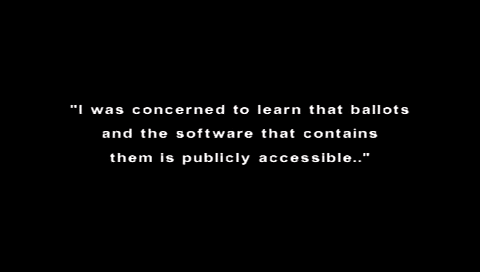 "I was concerned to learn that ballots
and the software that contains
them is publicly accessible.."